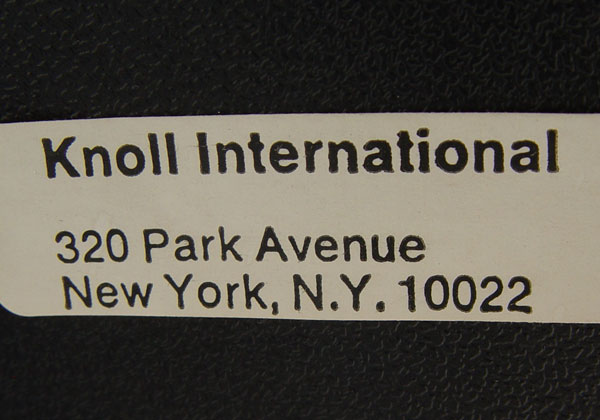 Knoll International
320 Park Avenue
New York, N.Y. 10022